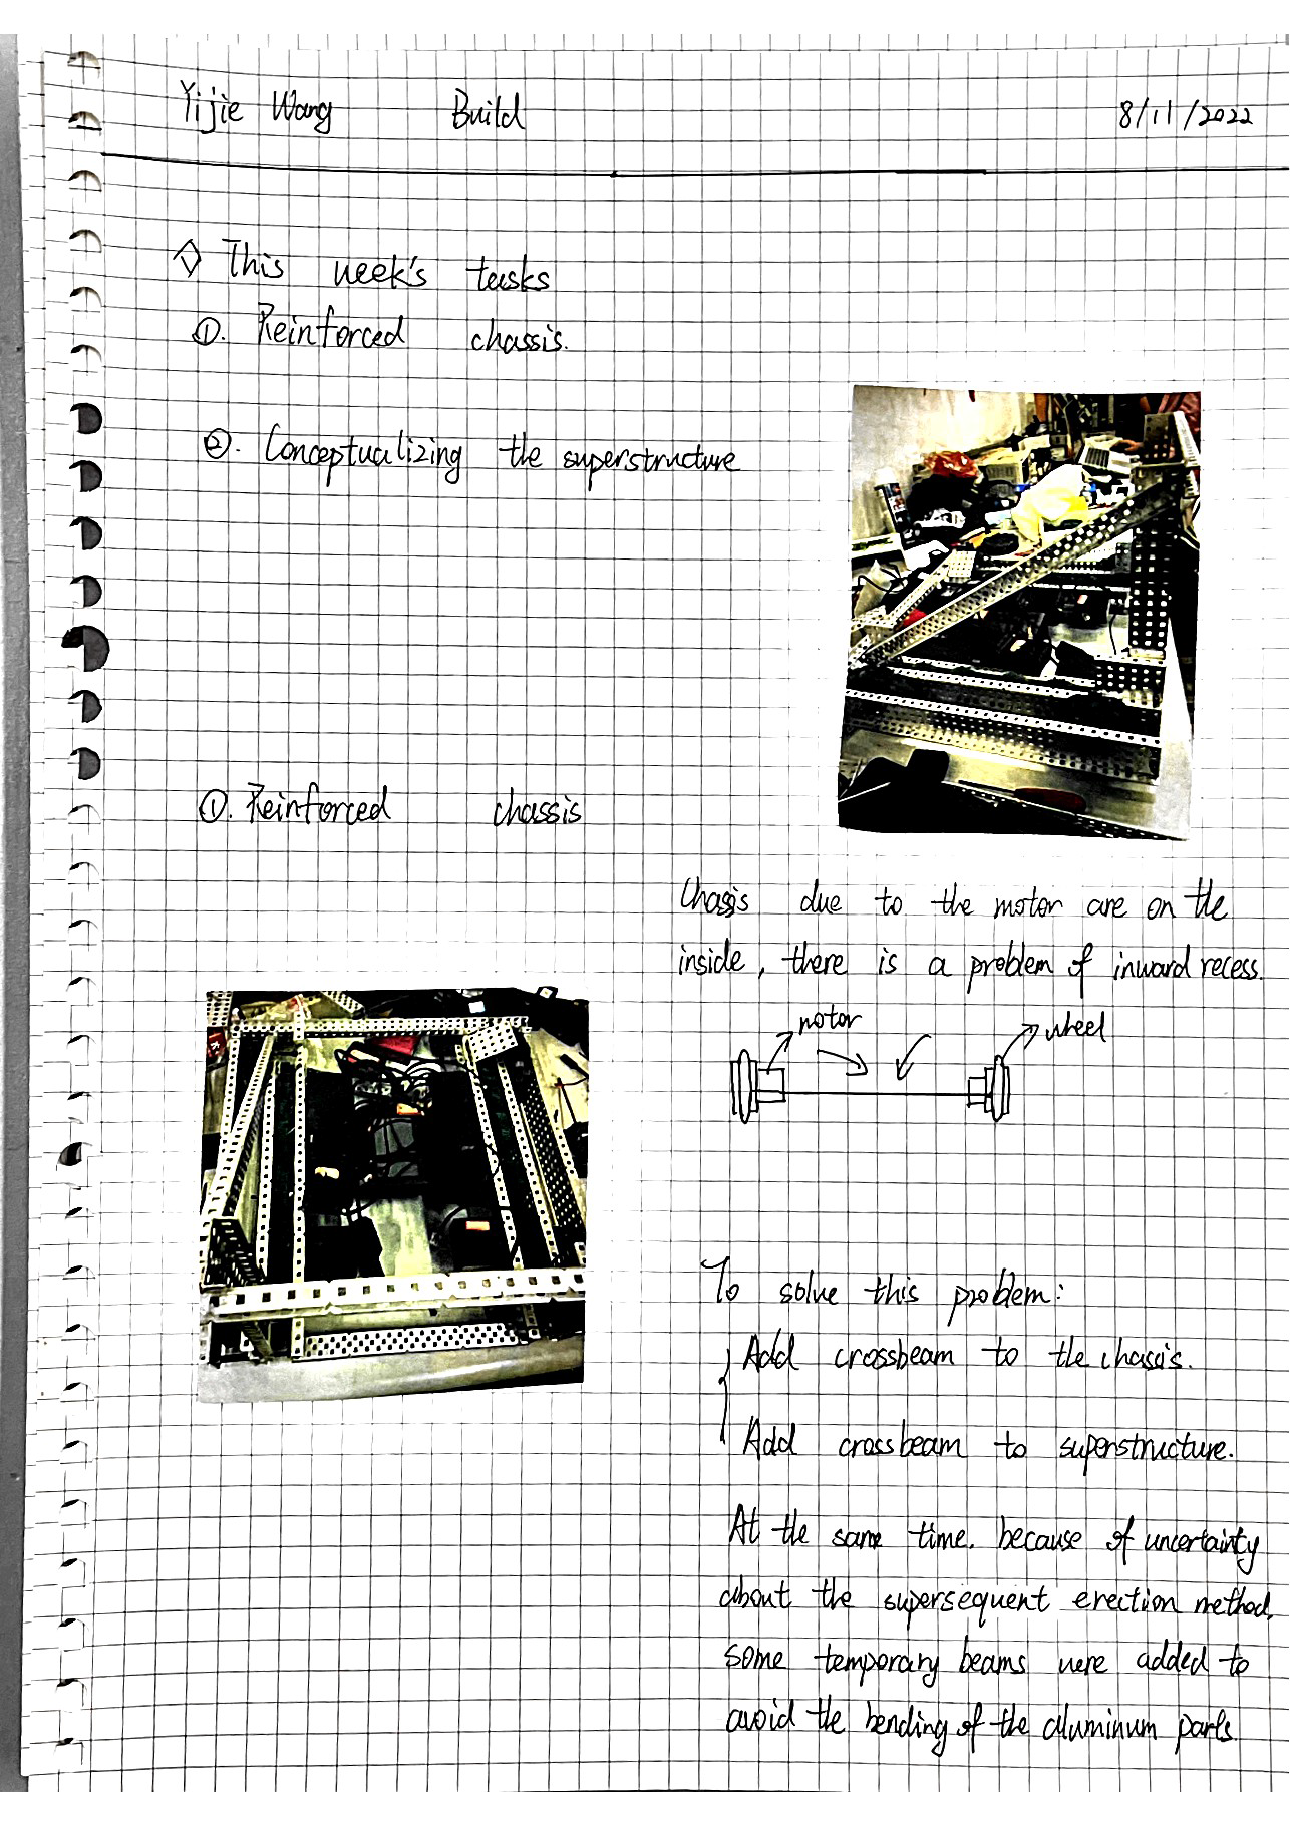 Yijie Wang Build 8/11/2022
This week's tasks
①. Reinforced chassis.
②. Conceptualizing the superstructure
①. Reinforced chassis
Chassis due to the motor are on the
inside, there is a problem of inward recess.
motor wheel
To solve this problem:
Add crossbeam to the chassis.
Add crossbeam to superstructure.
At the same time. because of uncertainty
about the supersequent erection method,
some temporary beams were added to
avoid the bending of the aluminum parts.